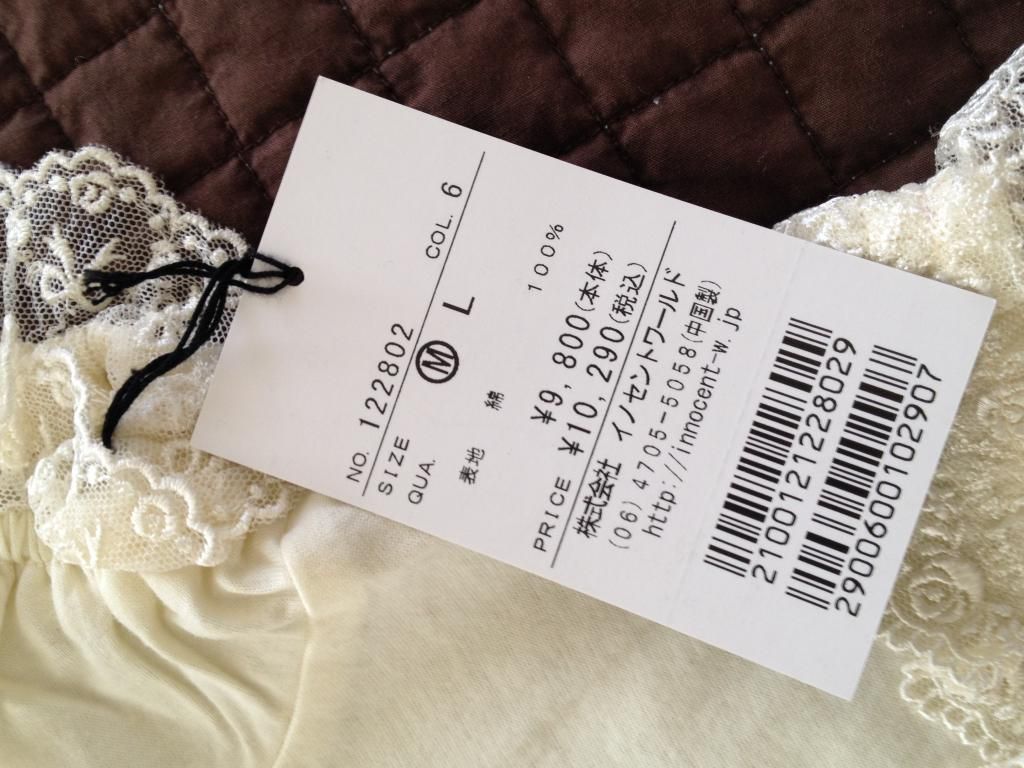 NO. 122802 COL. 6
SIZE Ⓜ L
QUA.
表地 綿 100%
¥9,800(本体)
PRICE ¥10,290(税込)
株式会社 イノセントワールド
(06)4705-5058(中国製)
http://innocent-w.jp
2100121228029
2900600102907